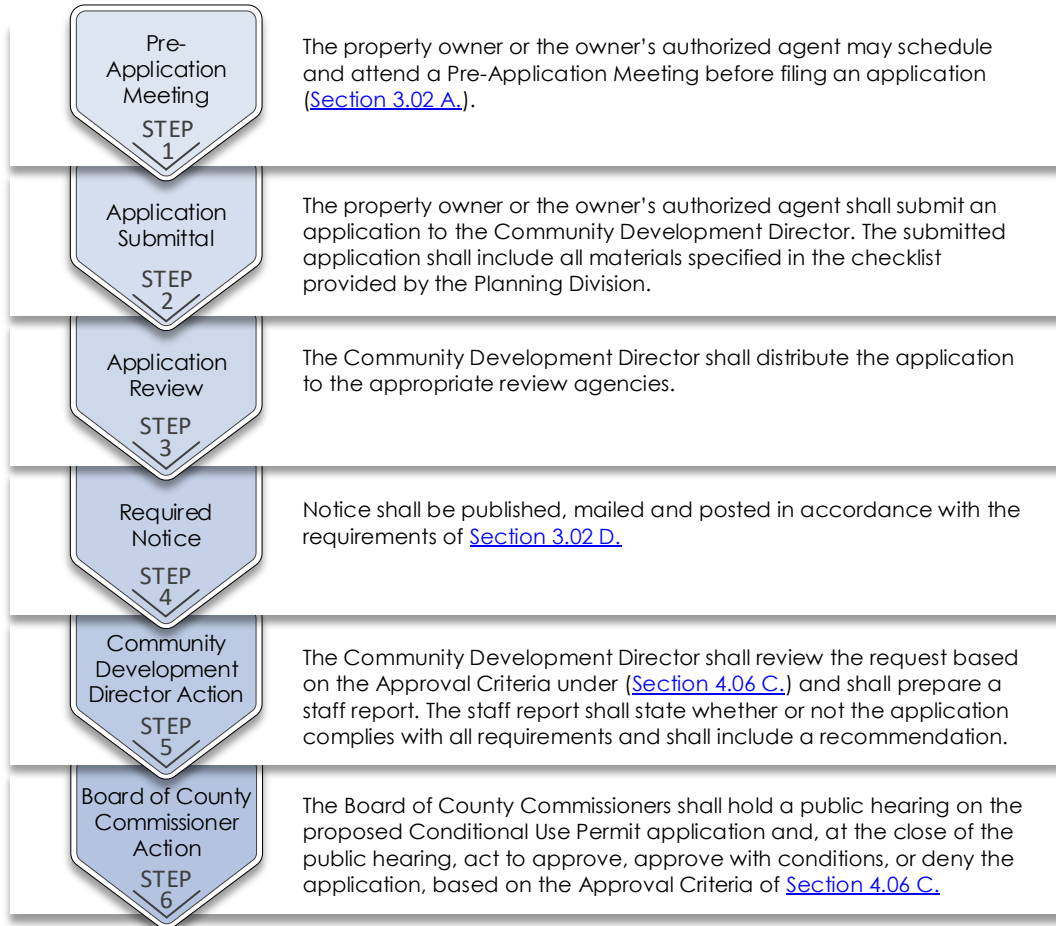 Pre-
Application
Meeting
STEP
1
The property owner or the owner’s authorized agent may schedule
and attend a Pre-Application Meeting before filing an application
(Section 3.02 A.).
Application
Submittal
STEP
2
The property owner or the owner’s authorized agent shall submit an
application to the Community Development Director. The submitted
application shall include all materials specified in the checklist
provided by the Planning Division.
Application
Review
STEP
3
The Community Development Director shall distribute the application
to the appropriate review agencies.
Required
Notice
STEP
4
Notice shall be published, mailed and posted in accordance with the
requirements of Section 3.02 D.
Community
Development
Director Action
STEP
5
The Community Development Director shall review the request based
on the Approval Criteria under (Section 4.06 C.) and shall prepare a
staff report. The staff report shall state whether or not the application
complies with all requirements and shall include a recommendation.
Board of County
Commissioner
Action
STEP
6
The Board of County Commissioners shall hold a public hearing on the
proposed Conditional Use Permit application and, at the close of the
public hearing, act to approve, approve with conditions, or deny the
application, based on the Approval Criteria of Section 4.06 C.